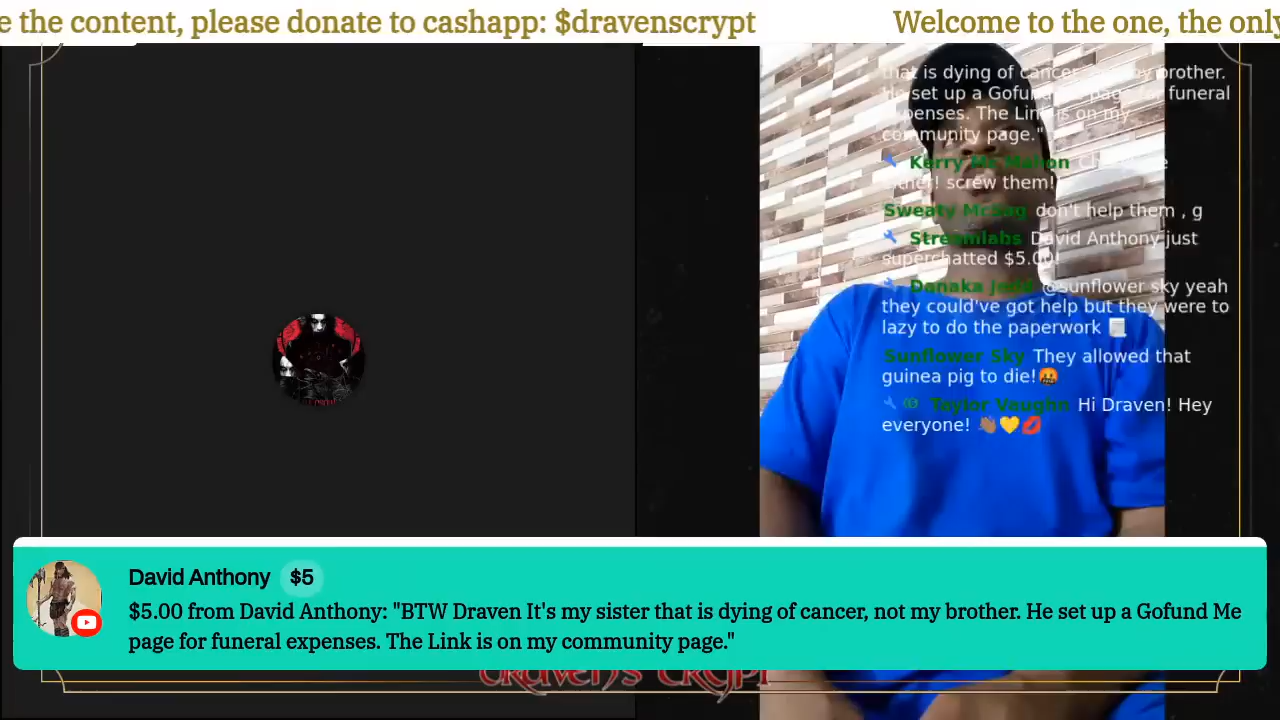 e the content, please donate to cashapp: $dravenscrypt Welcome to the one, the only
that is dying of cancer, not my brother.
He set up a Gofund Me page for funeral
expenses. The Link is on my
community page."
Kerry Mc Mahon
either! screw them!
Sweaty McSag don't help them , g
Streamlabs David Anthony just
superchatted $5.00!
Danaka Jedd @sunflower sky yeah
they could've got help but they were to
lazy to do the paperwork 📃
Sunflower Sky They allowed that
guinea pig to die!🤬
Taylor Vaughn Hi Draven! Hey
everyone! 👋🏽💛💋
David Anthony $5
$5.00 from David Anthony: "BTW Draven It's my sister that is dying of cancer, not my brother. He set up a Gofund Me
page for funeral expenses. The Link is on my community page."
draven's crypt